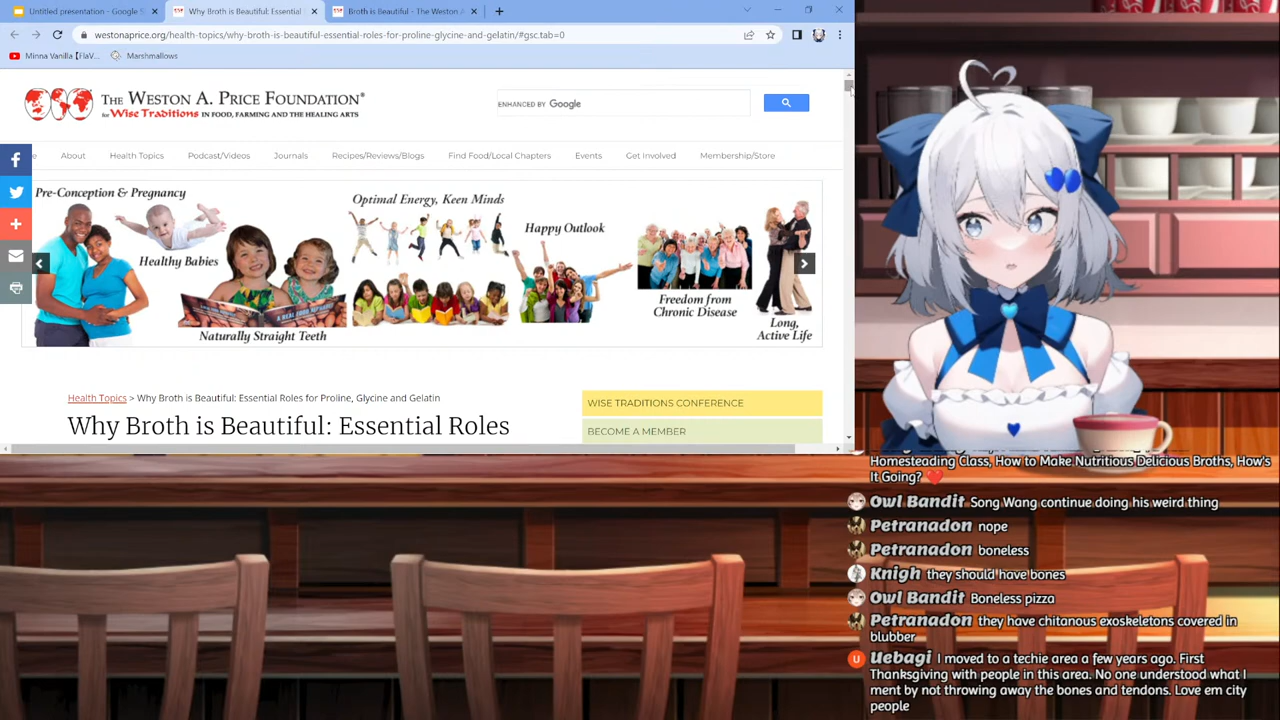 Untitled presentation - Google S
Why Broth is Beautiful: Essential
Broth is Beautiful - The Weston A
westonaprice.org/health-topics/why-broth-is-beautiful-essential-roles-for-proline-glycine-and-gelatin/#gsc.tab=0
Minna Vanilla【FlaV...
Marshmallows
THE WESTON A. PRICE FOUNDATION®
for WISE TRADITIONS IN FOOD, FARMING AND THE HEALING ARTS
ENHANCED BY Google
e About Health Topics Podcast/Videos Journals Recipes/Reviews/Blogs Find Food/Local Chapters Events Get Involved Membership/Store
Pre-Conception & Pregnancy
Healthy Babies
Naturally Straight Teeth
Optimal Energy, Keen Minds
Happy Outlook
Freedom from
Chronic Disease
Long,
Active Life
Health Topics > Why Broth is Beautiful: Essential Roles for Proline, Glycine and Gelatin
Why Broth is Beautiful: Essential Roles
WISE TRADITIONS CONFERENCE
BECOME A MEMBER
Homesteading Class, How to Make Nutritious Delicious Broths, How's
It Going? ❤️
Owl Bandit Song Wang continue doing his weird thing
Petranadon nope
Petranadon boneless
Knigh they should have bones
Owl Bandit Boneless pizza
Petranadon they have chitanous exoskeletons covered in
blubber
U Uebagi I moved to a techie area a few years ago. First
Thanksgiving with people in this area. No one understood what I
ment by not throwing away the bones and tendons. Love em city
people